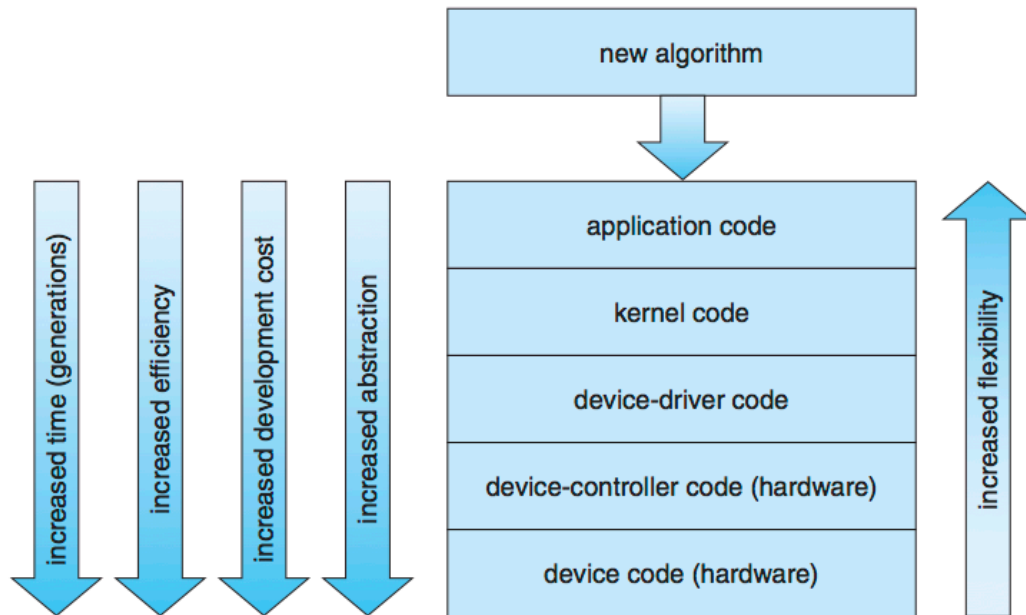 new algorithm
increased time (generations)
increased efficiency
increased development cost
increased abstraction
application code
kernel code
device-driver code
device-controller code (hardware)
device code (hardware)
increased flexibility